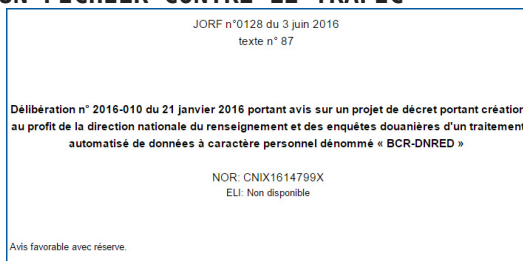 JORF n°0128 du 3 juin 2016
texte n° 87
Délibération n° 2016-010 du 21 janvier 2016 portant avis sur un projet de décret portant création
au profit de la direction nationale du renseignement et des enquêtes douanières d'un traitement
automatisé de données à caractère personnel dénommé « BCR-DNRED »
NOR: CNIX1614799X
ELI: Non disponible
Avis favorable avec réserve.